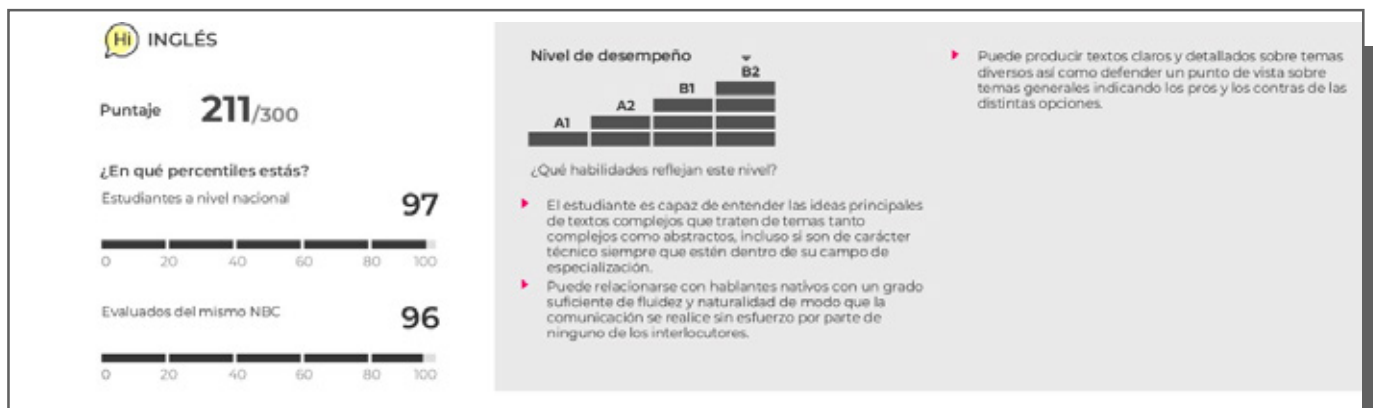 Hi INGLÉS
Puntaje 211/300
¿En qué percentiles estás?
Estudiantes a nivel nacional 97
0 20 40 60 80 100
Evaluados del mismo NBC 96
0 20 40 60 80 100
Nivel de desempeño
B2
B1
A2
A1
¿Qué habilidades reflejan este nivel?
El estudiante es capaz de entender las ideas principales
de textos complejos que traten de temas tanto
complejos como abstractos, incluso si son de carácter
técnico siempre que estén dentro de su campo de
especialización.
Puede relacionarse con hablantes nativos con un grado
suficiente de fluidez y naturalidad de modo que la
comunicación se realice sin esfuerzo por parte de
ninguno de los interlocutores.
Puede producir textos claros y detallados sobre temas
diversos así como defender un punto de vista sobre
temas generales indicando los pros y los contras de las
distintas opciones.